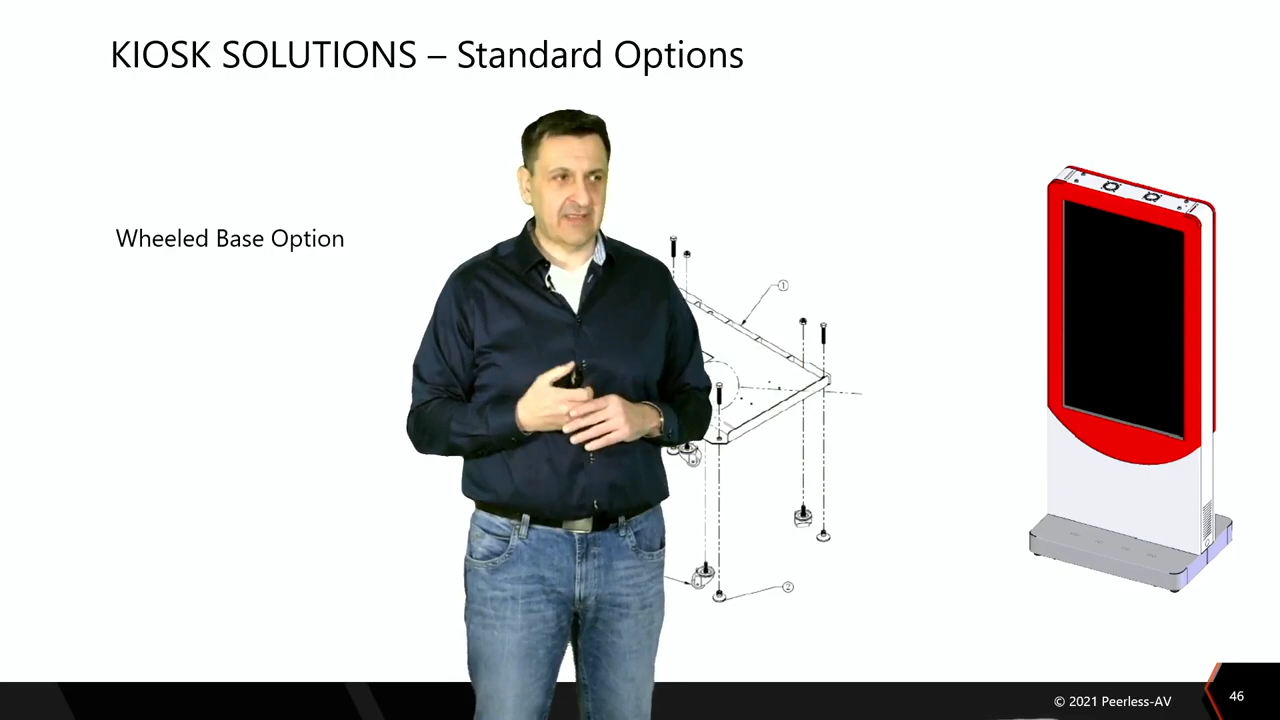 KIOSK SOLUTIONS – Standard Options
Wheeled Base Option
1
2
© 2021 Peerless-AV
46